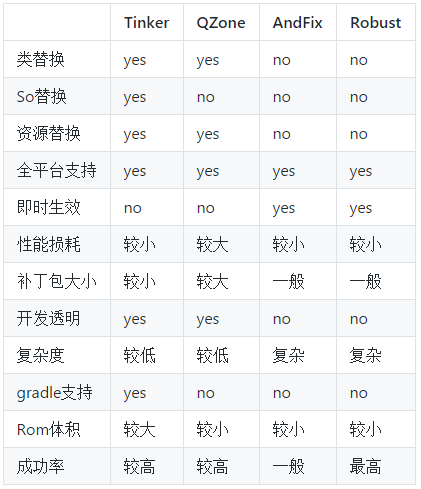 Tinker QZone AndFix Robust
类替换 yes yes no no
So替换 yes no no no
资源替换 yes yes no no
全平台支持 yes yes yes yes
即时生效 no no yes yes
性能损耗 较小 较大 较小 较小
补丁包大小 较小 较大 一般 一般
开发透明 yes yes no no
复杂度 较低 较低 复杂 复杂
gradle支持 yes no no no
Rom体积 较大 较小 较小 较小
成功率 较高 较高 一般 最高